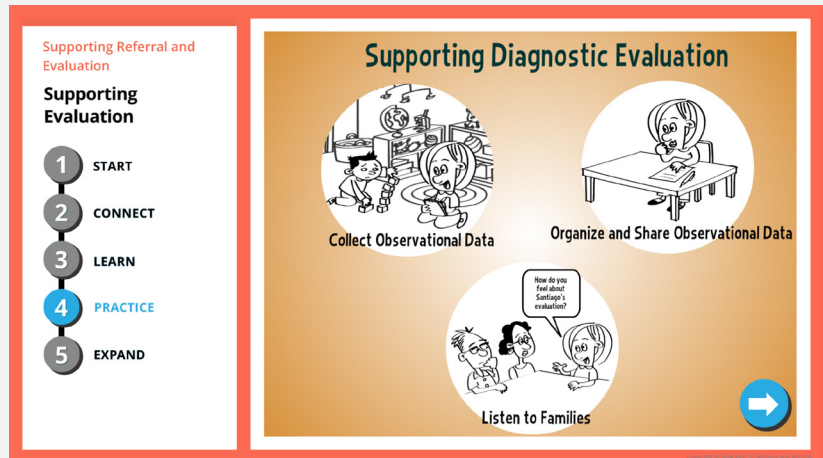 Supporting Referral and
Evaluation
Supporting
Evaluation
1 START
2 CONNECT
3 LEARN
4 PRACTICE
5 EXPAND
Supporting Diagnostic Evaluation
Collect Observational Data
Organize and Share Observational Data
How do you
feel about
Santiago's
evaluation?
Listen to Families